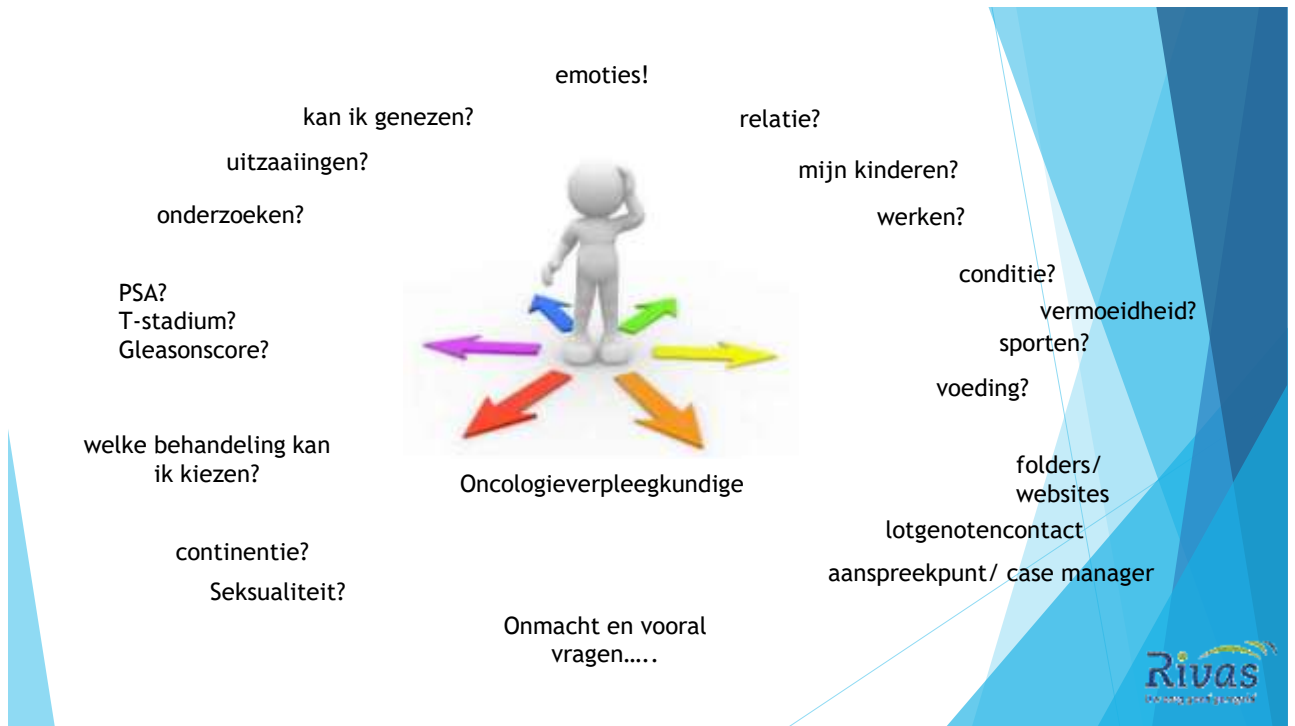 emoties!
kan ik genezen?
relatie?
uitzaaiingen?
mijn kinderen?
onderzoeken?
werken?
conditie?
PSA?
T-stadium?
Gleasonscore?
vermoeidheid?
sporten?
voeding?
welke behandeling kan
ik kiezen?
Oncologieverpleegkundige
folders/
websites
lotgenotencontact
continentie?
aanspreekpunt/ case manager
Seksualiteit?
Onmacht en vooral
vragen…..
Rivas